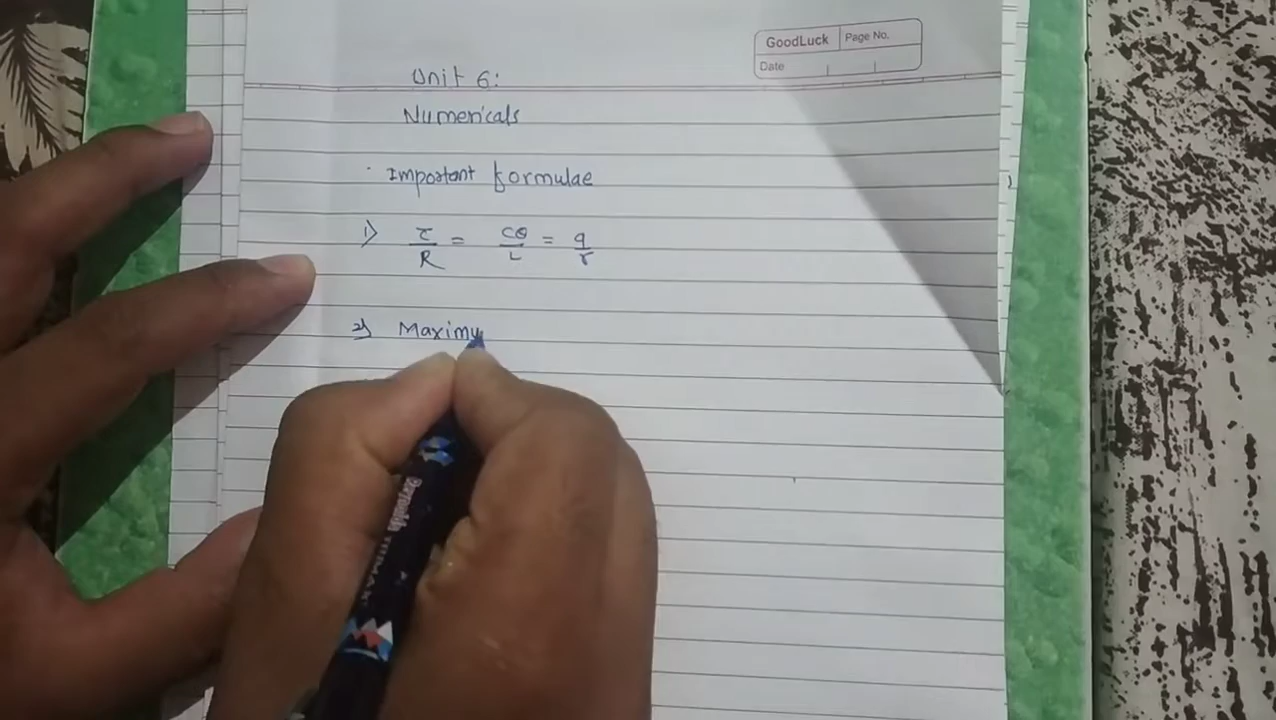 GoodLuck Page No.
Date
Unit 6:
Numericals
Important formulae
1) τ/R = Cθ/L = q/r
2) Maximu